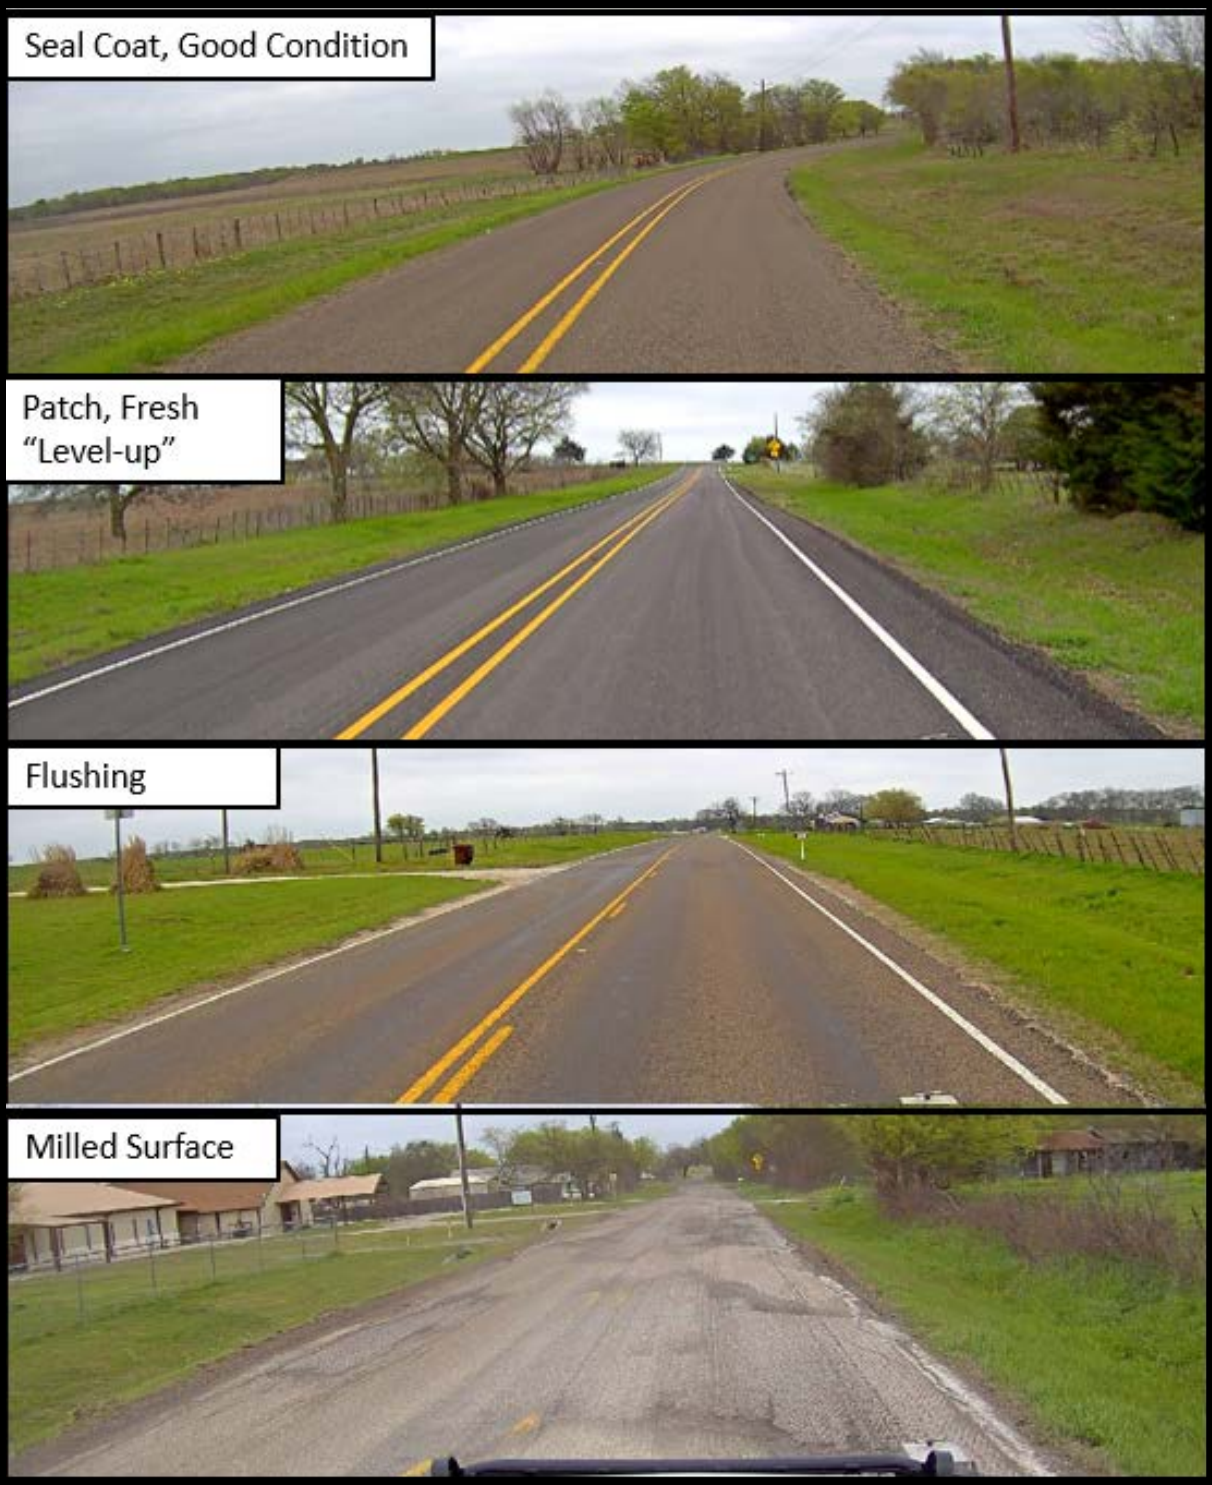 Seal Coat, Good Condition
Patch, Fresh
“Level-up”
Flushing
Milled Surface